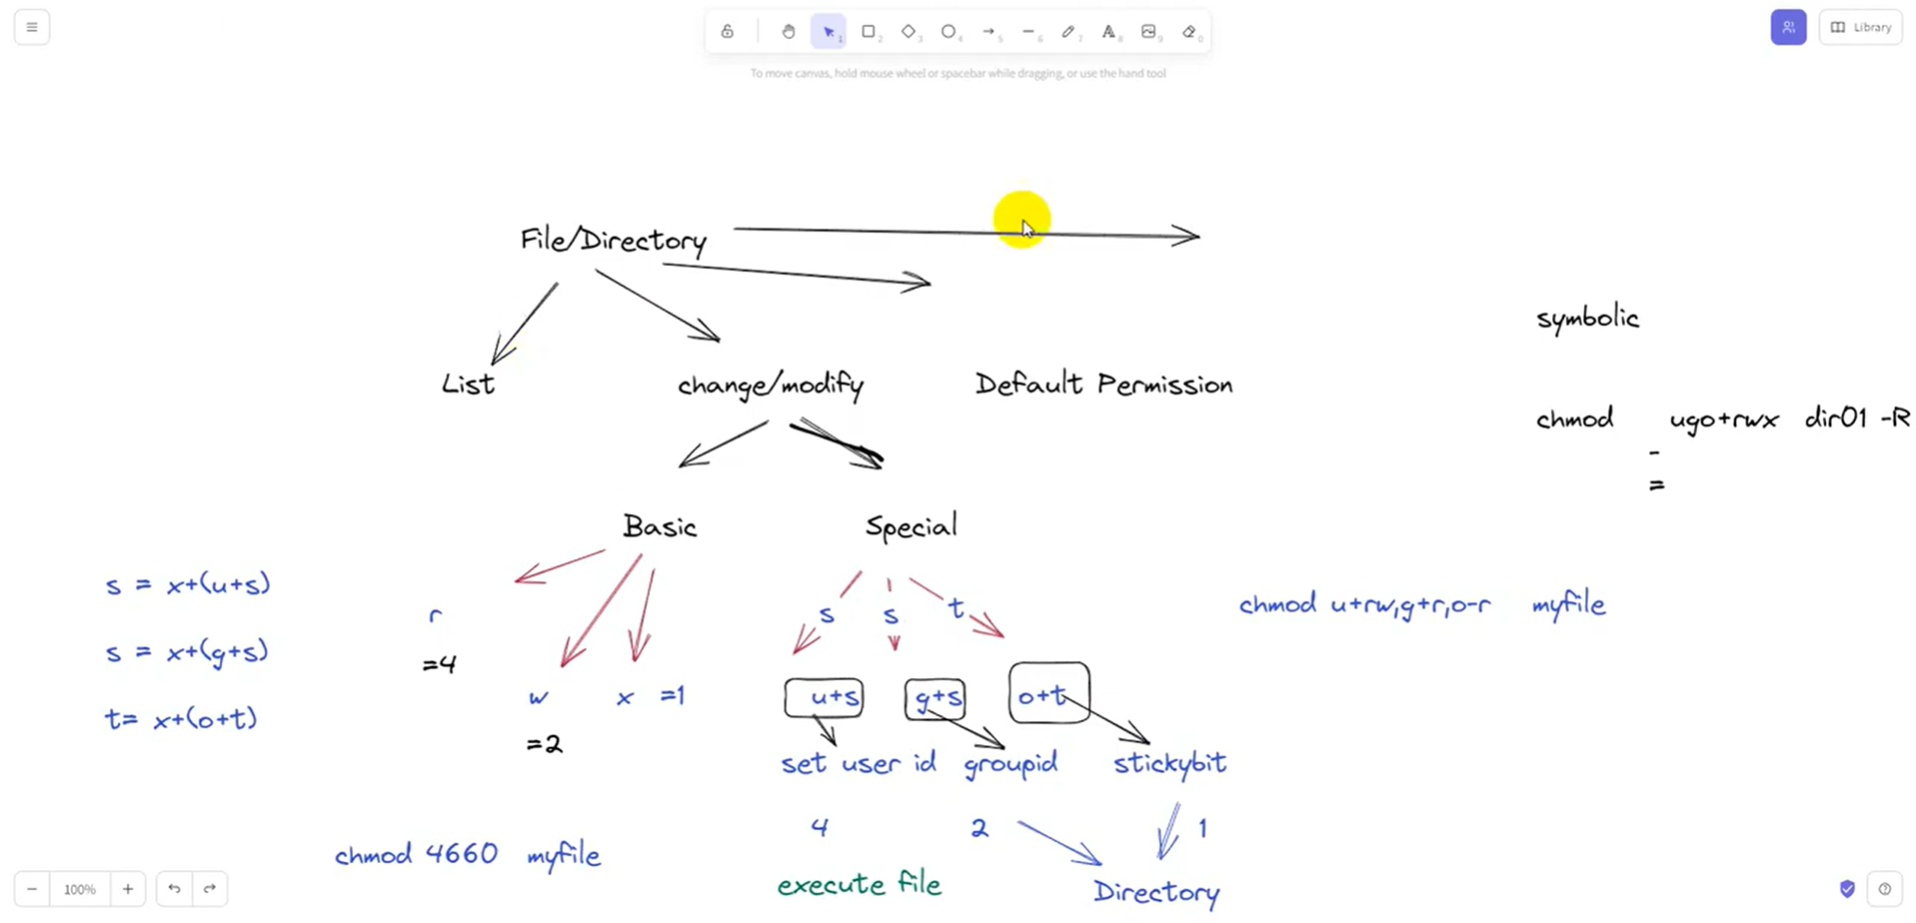 Library
To move canvas, hold mouse wheel or spacebar while dragging, or use the hand tool
File/Directory
symbolic
List change/modify Default Permission
chmod ugo+rwx dir01 -R
-
=
Basic Special
s = x+(u+s)
r
s s t
chmod u+rw,g+r,o-r myfile
s = x+(g+s)
=4
w x =1
u+s g+s o+t
t= x+(o+t)
=2
set user id groupid stickybit
4 2 1
chmod 4660 myfile
execute file Directory
100%